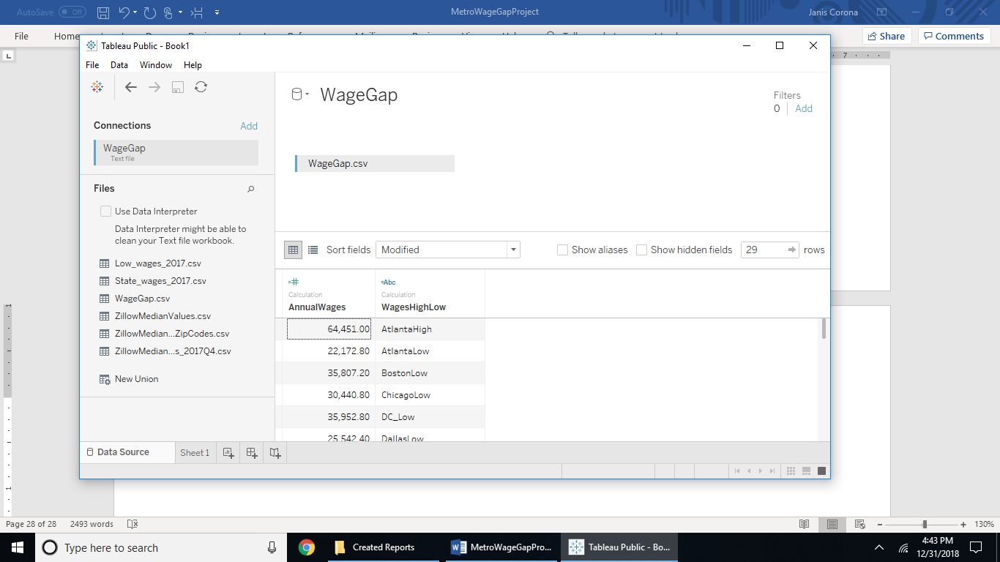 AutoSave Off MetroWageGapProject Janis Corona
File Home Share Comments
7
Tableau Public - Book1
File Data Window Help
WageGap
Filters
0 Add
Connections Add
WageGap
Text file
WageGap.csv
Files
Use Data Interpreter
Data Interpreter might be able to
clean your Text file workbook.
Sort fields Modified Show aliases Show hidden fields 29 rows
Low_wages_2017.csv
State_wages_2017.csv
WageGap.csv
ZillowMedianValues.csv
ZillowMedian...ZipCodes.csv
ZillowMedian...s_2017Q4.csv
New Union
=# =Abc
Calculation Calculation
AnnualWages WagesHighLow
64,451.00 AtlantaHigh
22,172.80 AtlantaLow
35,807.20 BostonLow
30,440.80 ChicagoLow
35,952.80 DC_Low
25,542.40 DallasLow
Data Source Sheet 1
Page 28 of 28 2493 words 130%
Type here to search Created Reports MetroWageGapPro... Tableau Public - Bo... 4:43 PM
12/31/2018